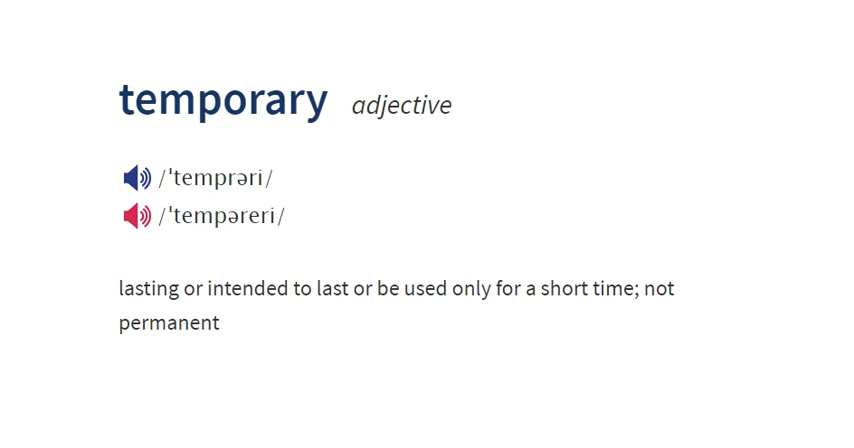 temporary adjective
/ˈtemprəri/
/ˈtempəreri/
lasting or intended to last or be used only for a short time; not
permanent